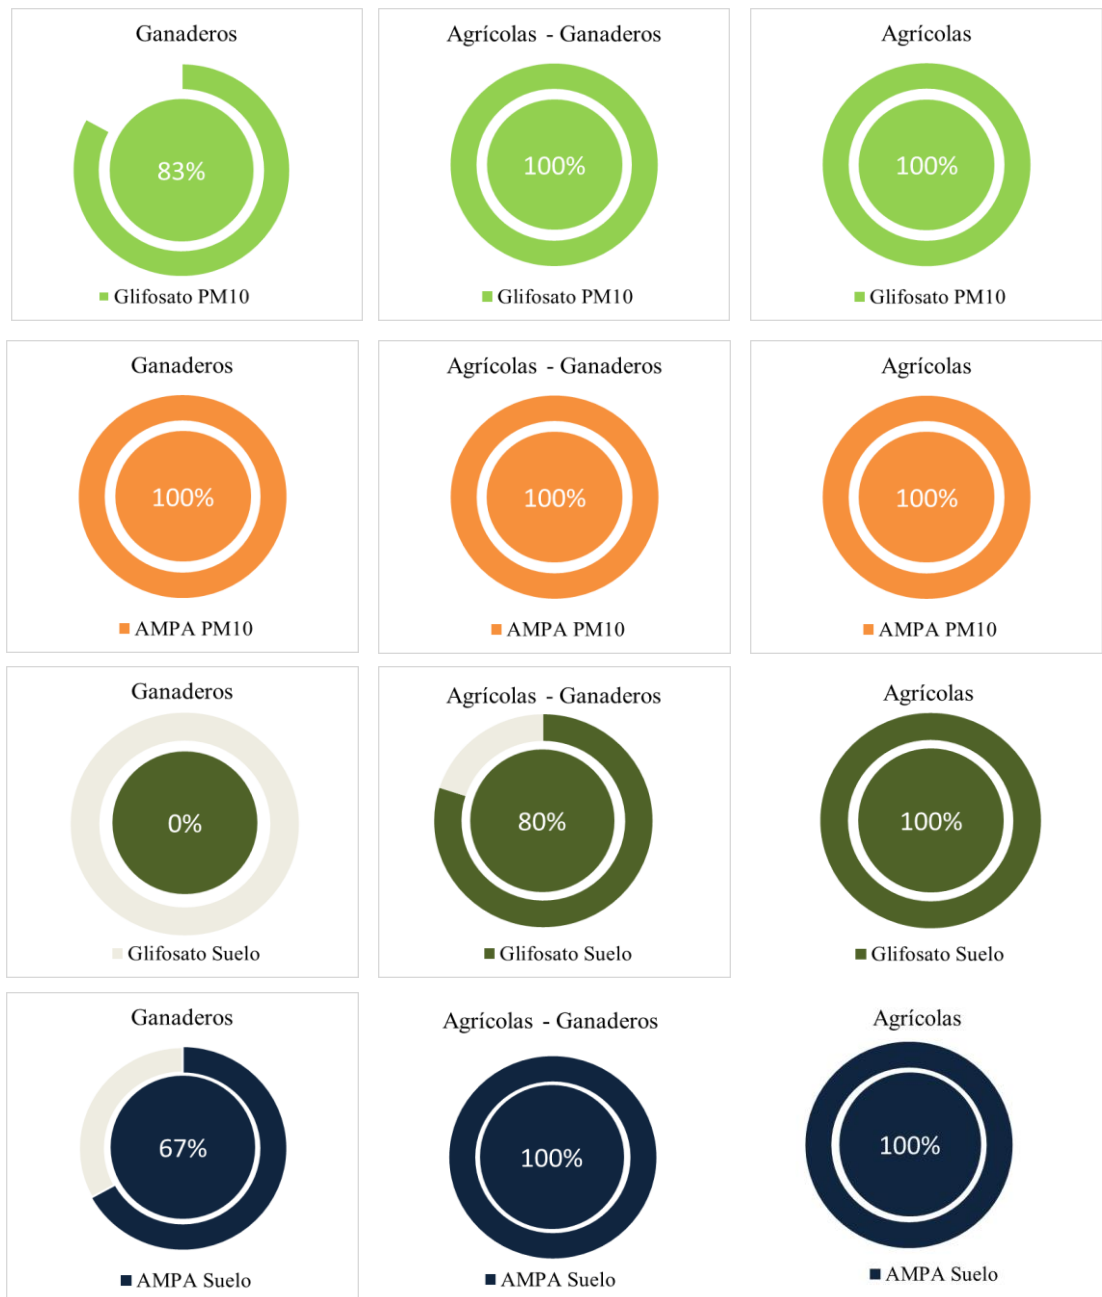 Ganaderos
Agrícolas - Ganaderos
Agrícolas
83%
100%
100%
Glifosato PM10
Glifosato PM10
Glifosato PM10
Ganaderos
Agrícolas - Ganaderos
Agrícolas
100%
100%
100%
AMPA PM10
AMPA PM10
AMPA PM10
Ganaderos
Agrícolas - Ganaderos
Agrícolas
0%
80%
100%
Glifosato Suelo
Glifosato Suelo
Glifosato Suelo
Ganaderos
Agrícolas - Ganaderos
Agrícolas
67%
100%
100%
AMPA Suelo
AMPA Suelo
AMPA Suelo